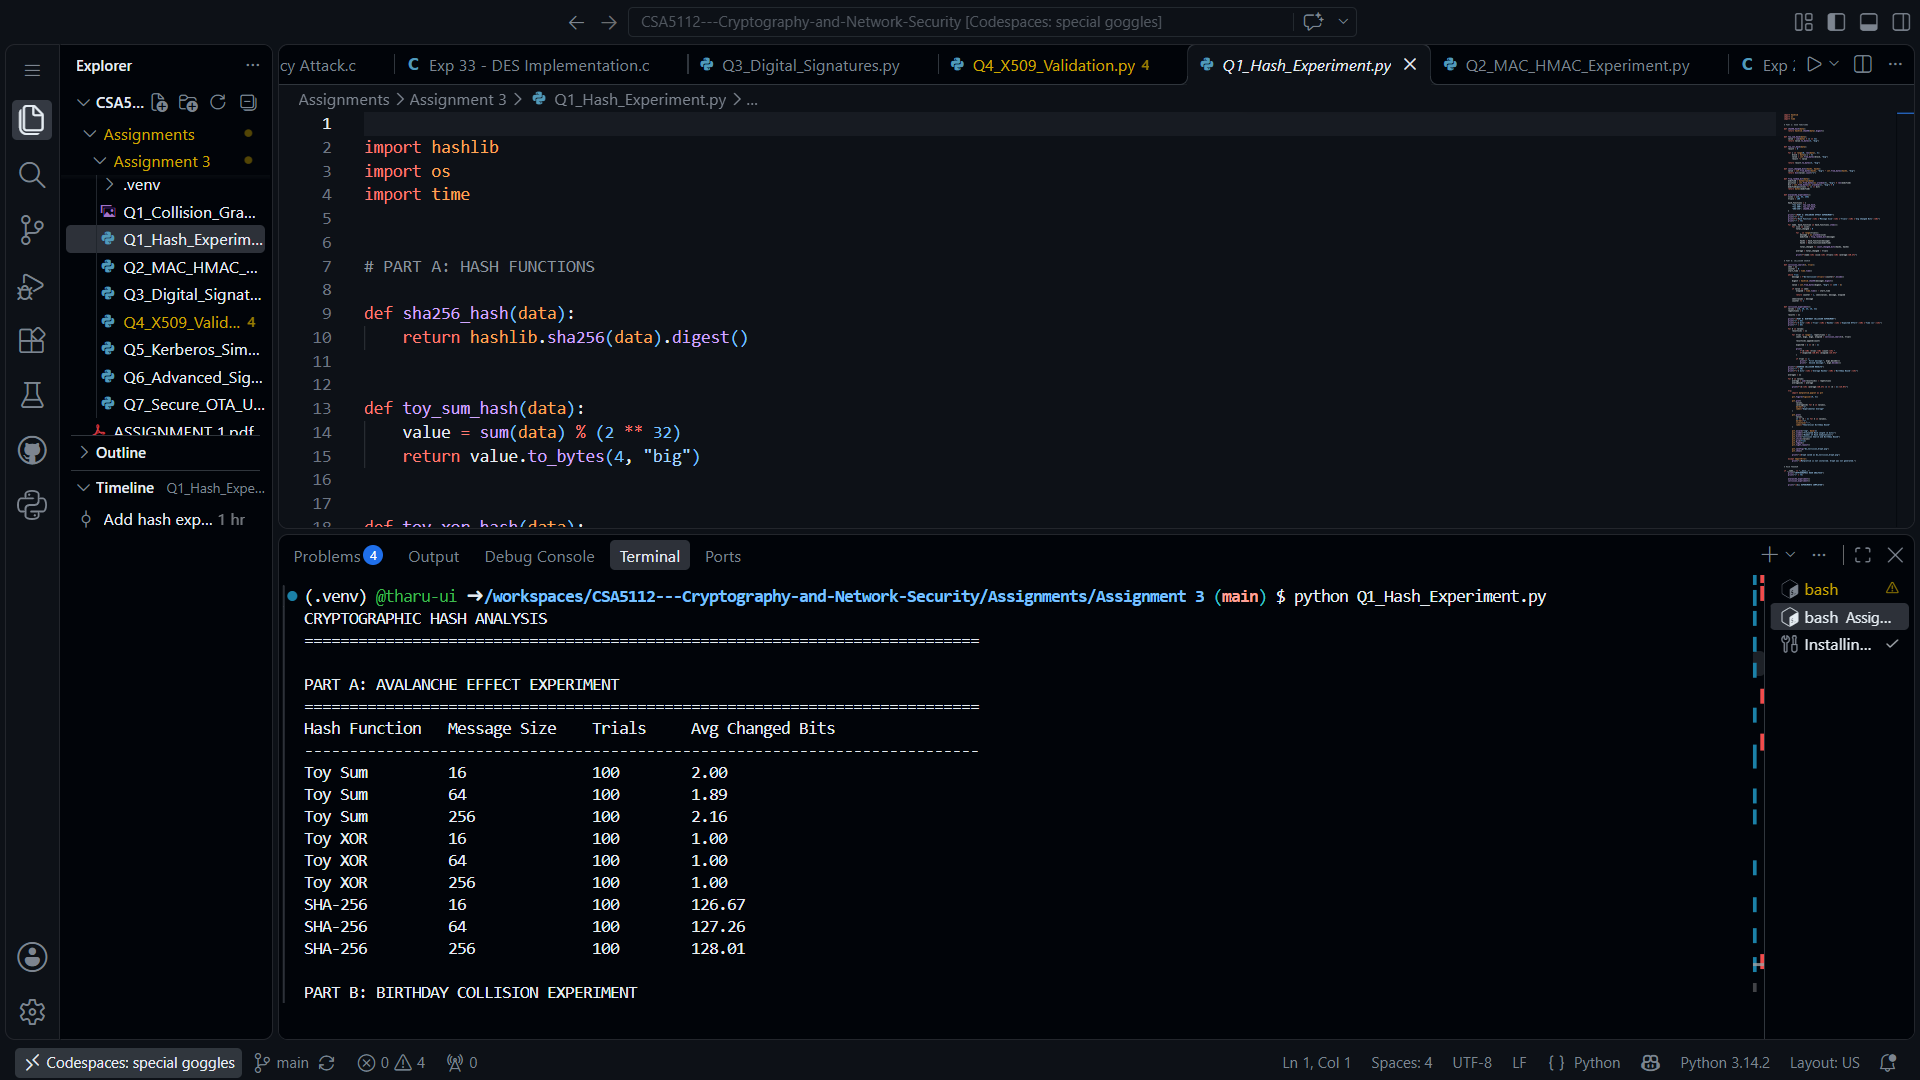 CSA5112---Cryptography-and-Network-Security [Codespaces: special goggles]
Explorer
CSA5...
Assignments
Assignment 3
.venv
Q1_Collision_Gra...
Q1_Hash_Experim...
Q2_MAC_HMAC_...
Q3_Digital_Signat...
Q4_X509_Valid... 4
Q5_Kerberos_Sim...
Q6_Advanced_Sig...
Q7_Secure_OTA_U...
ASSIGNMENT 1.pdf
Outline
Timeline Q1_Hash_Expe...
Add hash exp... 1 hr
cy Attack.c
C Exp 33 - DES Implementation.c
Q3_Digital_Signatures.py
Q4_X509_Validation.py 4
Q1_Hash_Experiment.py
Q2_MAC_HMAC_Experiment.py
C Exp
Assignments > Assignment 3 > Q1_Hash_Experiment.py > ...
1
2 import hashlib
3 import os
4 import time
5
6
7 # PART A: HASH FUNCTIONS
8
9 def sha256_hash(data):
10 return hashlib.sha256(data).digest()
11
12
13 def toy_sum_hash(data):
14 value = sum(data) % (2 ** 32)
15 return value.to_bytes(4, "big")
16
17
18 def toy_xor_hash(data):
Problems 4
Output
Debug Console
Terminal
Ports
(.venv) @tharu-ui ➜/workspaces/CSA5112---Cryptography-and-Network-Security/Assignments/Assignment 3 (main) $ python Q1_Hash_Experiment.py
CRYPTOGRAPHIC HASH ANALYSIS
===========================================================================
PART A: AVALANCHE EFFECT EXPERIMENT
===========================================================================
Hash Function Message Size Trials Avg Changed Bits
---------------------------------------------------------------------------
Toy Sum 16 100 2.00
Toy Sum 64 100 1.89
Toy Sum 256 100 2.16
Toy XOR 16 100 1.00
Toy XOR 64 100 1.00
Toy XOR 256 100 1.00
SHA-256 16 100 126.67
SHA-256 64 100 127.26
SHA-256 256 100 128.01
PART B: BIRTHDAY COLLISION EXPERIMENT
bash
bash Assig...
Installin...
Codespaces: special goggles
main
0
4
0
Ln 1, Col 1
Spaces: 4
UTF-8
LF
{ } Python
Python 3.14.2
Layout: US